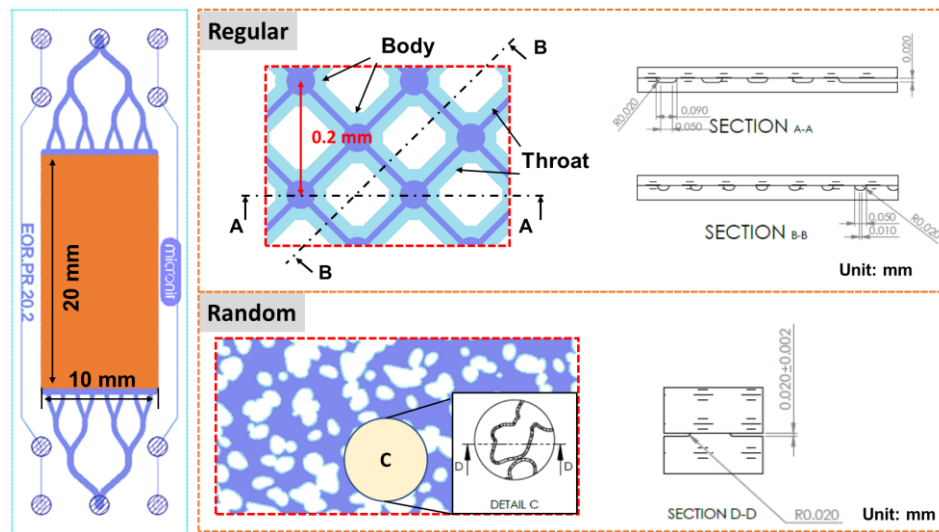 EOR.PR.20.2
20 mm
10 mm
micronit
Regular
Body
B
0.2 mm
Throat
A
A
B
0,020
R0.020
0,090
0,050
SECTION A-A
0,050
0,010
R0.020
SECTION B-B
Unit: mm
Random
C
D
D
DETAIL C
0,020±0.002
R0.020
SECTION D-D
Unit: mm